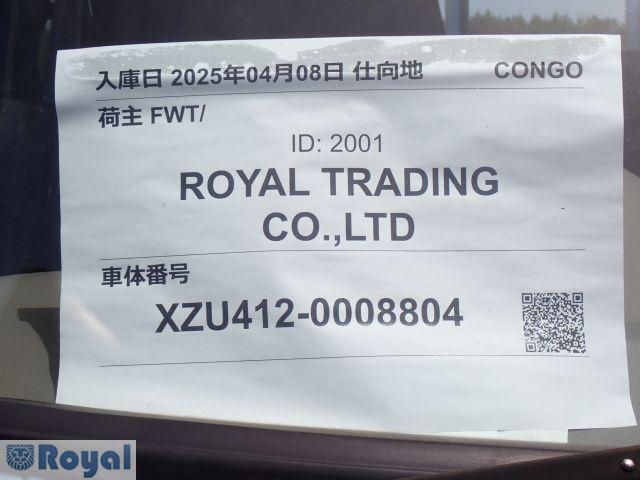 入庫日 2025年04月08日 仕向地 CONGO
荷主 FWT/
ID: 2001
ROYAL TRADING
CO.,LTD
車体番号
XZU412-0008804
Royal